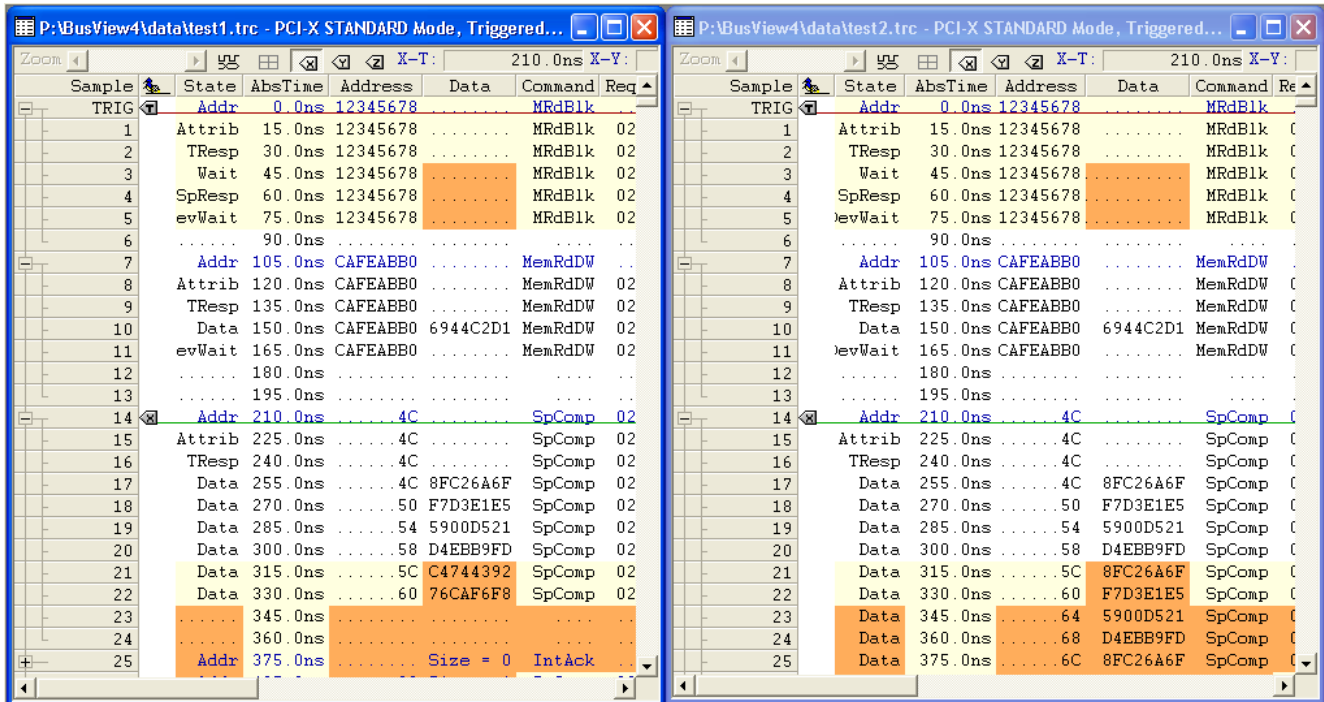 P:\BusView4\data\test1.trc - PCI-X STANDARD Mode, Triggered...
Zoom X-T: 210.0ns X-Y:
Sample State AbsTime Address Data Command Req
TRIG Addr 0.0ns 12345678 ........ MRdBlk ..
1 Attrib 15.0ns 12345678 ........ MRdBlk 02
2 TResp 30.0ns 12345678 ........ MRdBlk 02
3 Wait 45.0ns 12345678 ........ MRdBlk 02
4 SpResp 60.0ns 12345678 ........ MRdBlk 02
5 evWait 75.0ns 12345678 ........ MRdBlk 02
6 ...... 90.0ns ........ ........ .... ..
7 Addr 105.0ns CAFEABB0 ........ MemRdDW ..
8 Attrib 120.0ns CAFEABB0 ........ MemRdDW 02
9 TResp 135.0ns CAFEABB0 ........ MemRdDW 02
10 Data 150.0ns CAFEABB0 6944C2D1 MemRdDW 02
11 evWait 165.0ns CAFEABB0 ........ MemRdDW 02
12 ...... 180.0ns ........ ........ .... ..
13 ...... 195.0ns ........ ........ .... ..
14 Addr 210.0ns ......4C ........ SpComp 02
15 Attrib 225.0ns ......4C ........ SpComp 02
16 TResp 240.0ns ......4C ........ SpComp 02
17 Data 255.0ns ......4C 8FC26A6F SpComp 02
18 Data 270.0ns ......50 F7D3E1E5 SpComp 02
19 Data 285.0ns ......54 5900D521 SpComp 02
20 Data 300.0ns ......58 D4EBB9FD SpComp 02
21 Data 315.0ns ......5C C4744392 SpComp 02
22 Data 330.0ns ......60 76CAF6F8 SpComp 02
23 ...... 345.0ns ........ ........ .... ..
24 ...... 360.0ns ........ ........ .... ..
25 Addr 375.0ns ........ Size = 0 IntAck ..
P:\BusView4\data\test2.trc - PCI-X STANDARD Mode, Triggered...
Zoom X-T: 210.0ns X-Y:
Sample State AbsTime Address Data Command Re
TRIG Addr 0.0ns 12345678 ........ MRdBlk .
1 Attrib 15.0ns 12345678 ........ MRdBlk
2 TResp 30.0ns 12345678 ........ MRdBlk
3 Wait 45.0ns 12345678 ........ MRdBlk
4 SpResp 60.0ns 12345678 ........ MRdBlk
5 evWait 75.0ns 12345678 ........ MRdBlk
6 ...... 90.0ns ........ ........ .... .
7 Addr 105.0ns CAFEABB0 ........ MemRdDW .
8 Attrib 120.0ns CAFEABB0 ........ MemRdDW
9 TResp 135.0ns CAFEABB0 ........ MemRdDW
10 Data 150.0ns CAFEABB0 6944C2D1 MemRdDW
11 evWait 165.0ns CAFEABB0 ........ MemRdDW
12 ...... 180.0ns ........ ........ .... .
13 ...... 195.0ns ........ ........ .... .
14 Addr 210.0ns ......4C ........ SpComp
15 Attrib 225.0ns ......4C ........ SpComp
16 TResp 240.0ns ......4C ........ SpComp
17 Data 255.0ns ......4C 8FC26A6F SpComp
18 Data 270.0ns ......50 F7D3E1E5 SpComp
19 Data 285.0ns ......54 5900D521 SpComp
20 Data 300.0ns ......58 D4EBB9FD SpComp
21 Data 315.0ns ......5C 8FC26A6F SpComp
22 Data 330.0ns ......60 F7D3E1E5 SpComp
23 Data 345.0ns ......64 5900D521 SpComp
24 Data 360.0ns ......68 D4EBB9FD SpComp
25 Data 375.0ns ......6C 8FC26A6F SpComp